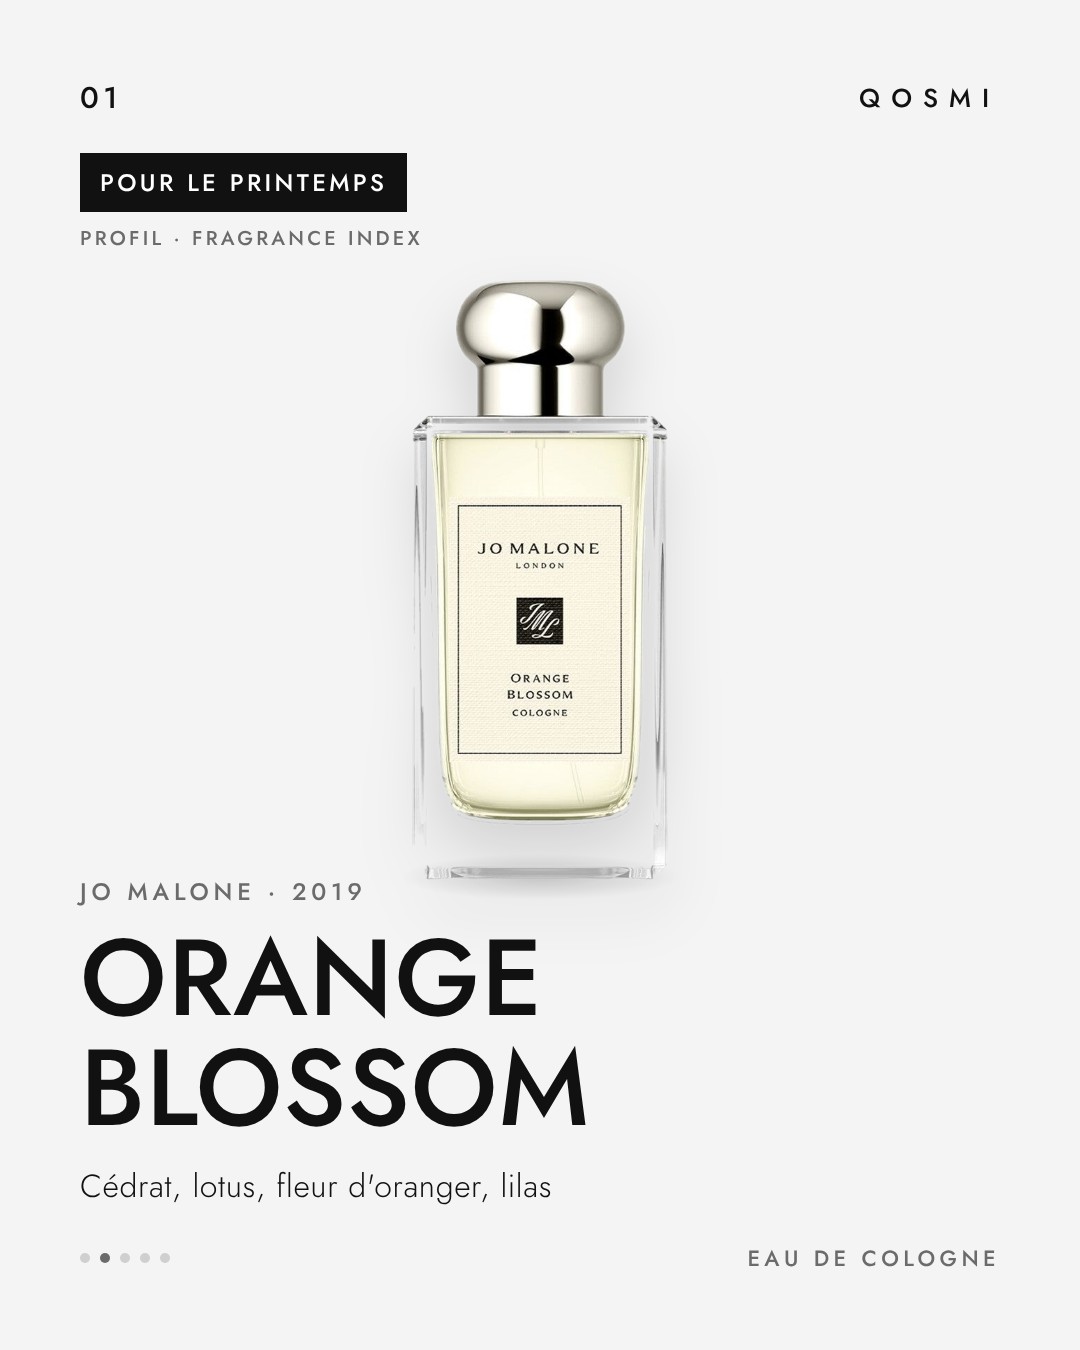 01
QOSMI
POUR LE PRINTEMPS
PROFIL · FRAGRANCE INDEX
JO MALONE
LONDON
JML
ORANGE
BLOSSOM
COLOGNE
JO MALONE · 2019
ORANGE
BLOSSOM
Cédrat, lotus, fleur d'oranger, lilas
EAU DE COLOGNE